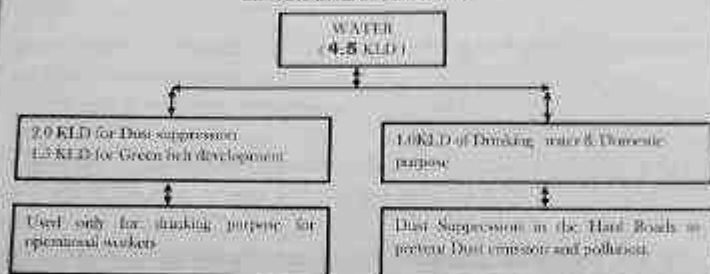 WATER
(4.5 KLD)
2.0 KLD for Dust suppression
1.5 KLD for Green belt development
1.0KLD of Drinking water & Domestic
purpose
Used only for drinking purpose for
operational workers
Dust Suppression in the Haul Roads to
prevent Dust emission and pollution.